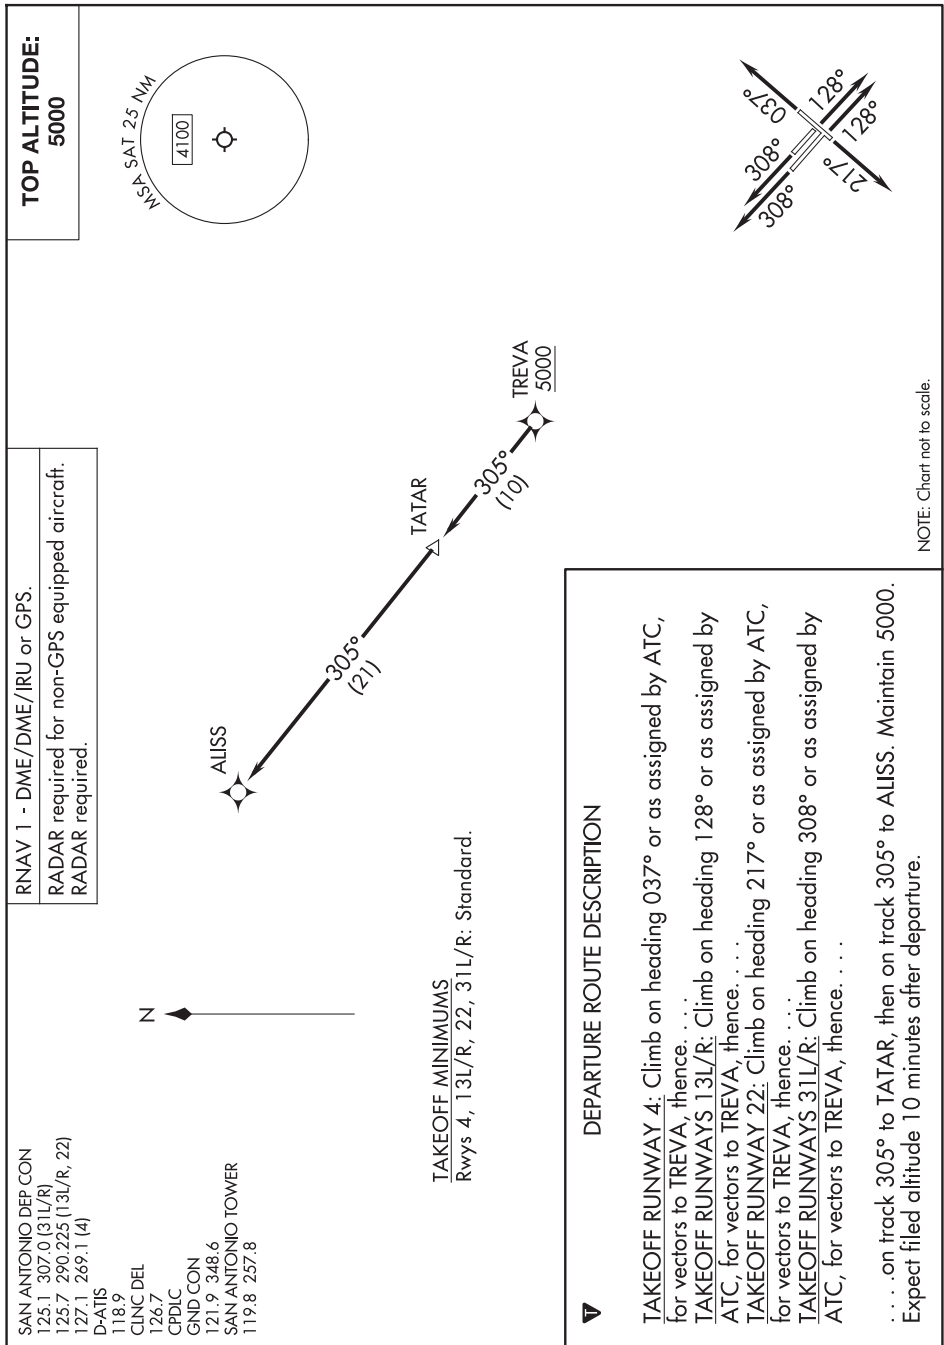 SAN ANTONIO DEP CON
125.1 307.0 (31L/R)
125.7 290.225 (13L/R, 22)
127.1 269.1 (4)
D-ATIS
118.9
CLNC DEL
126.7
CPDLC
GND CON
121.9 348.6
SAN ANTONIO TOWER
119.8 257.8
RNAV 1 - DME/DME/IRU or GPS.
RADAR required for non-GPS equipped aircraft.
RADAR required.
TOP ALTITUDE:
5000
N
MSA SAT 25 NM
4100
ALISS
305°
(21)
TATAR
305°
(10)
TREVA
5000
TAKEOFF MINIMUMS
Rwys 4, 13L/R, 22, 31L/R: Standard.
037°
128°
128°
308°
308°
217°
NOTE: Chart not to scale.
T
DEPARTURE ROUTE DESCRIPTION
TAKEOFF RUNWAY 4: Climb on heading 037° or as assigned by ATC,
for vectors to TREVA, thence. . . .
TAKEOFF RUNWAYS 13L/R: Climb on heading 128° or as assigned by
ATC, for vectors to TREVA, thence. . . .
TAKEOFF RUNWAY 22: Climb on heading 217° or as assigned by ATC,
for vectors to TREVA, thence. . . .
TAKEOFF RUNWAYS 31L/R: Climb on heading 308° or as assigned by
ATC, for vectors to TREVA, thence. . . .
. . . .on track 305° to TATAR, then on track 305° to ALISS. Maintain 5000.
Expect filed altitude 10 minutes after departure.